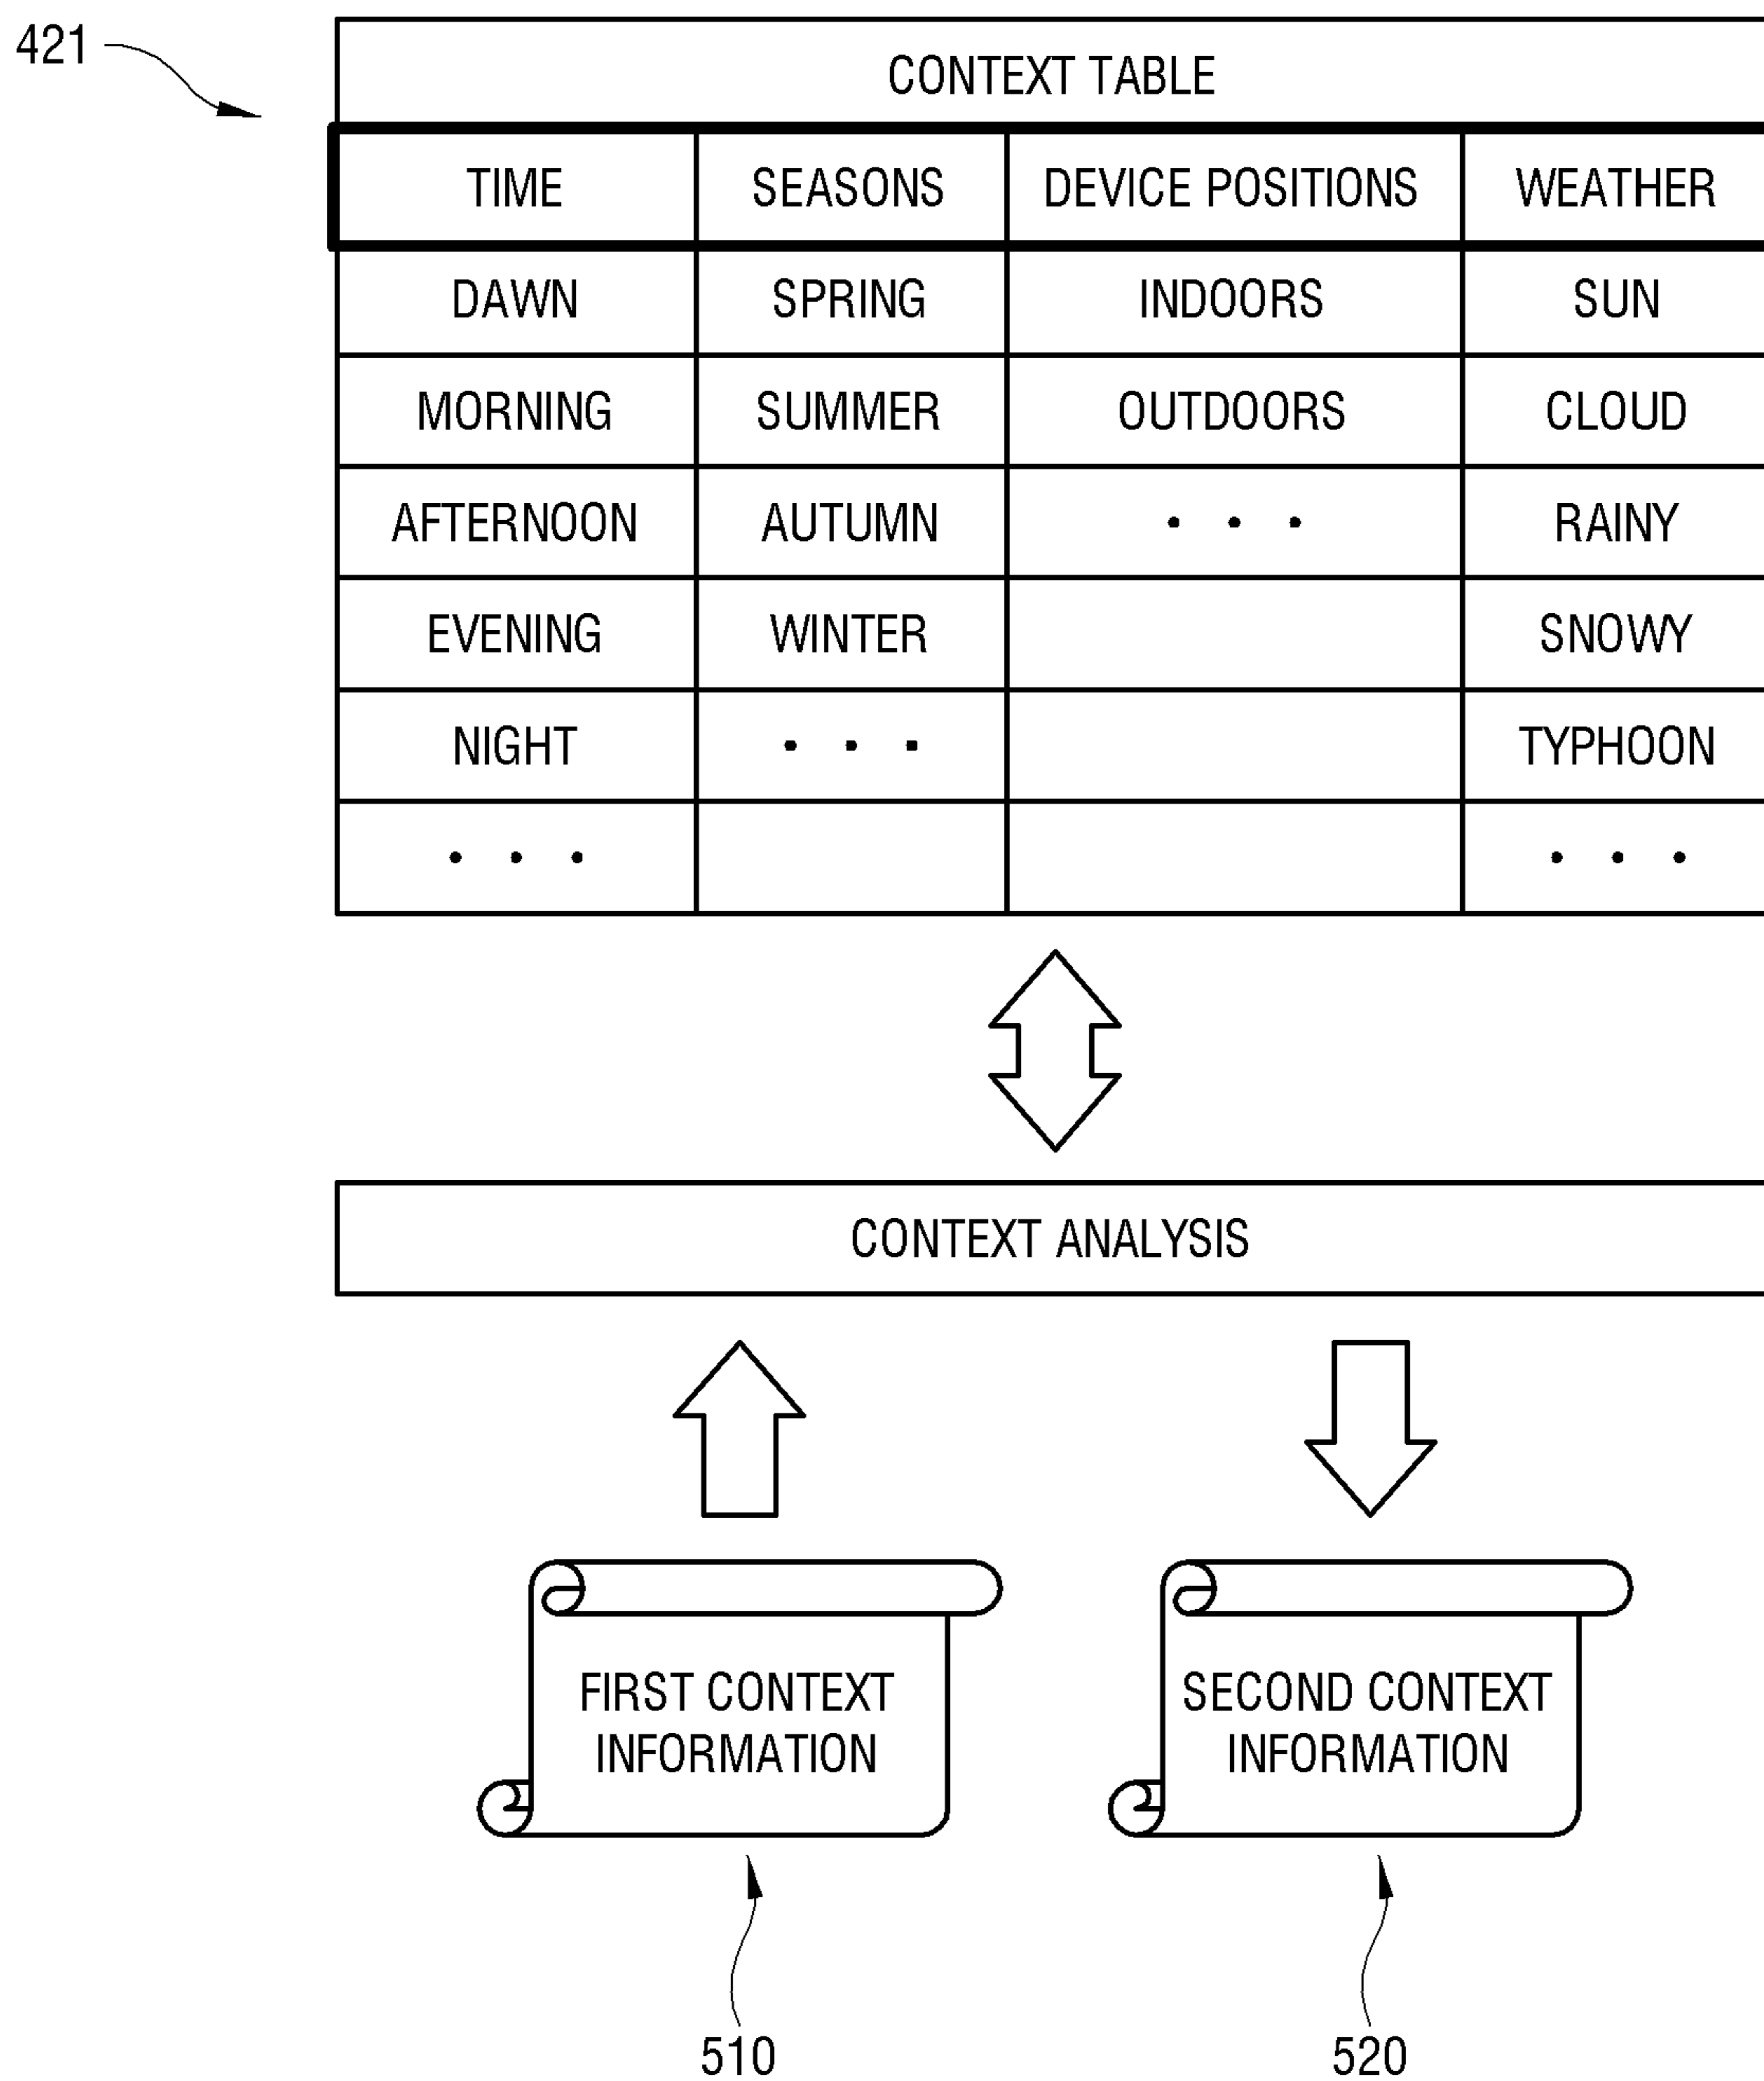 421
CONTEXT TABLE
TIME SEASONS DEVICE POSITIONS WEATHER
DAWN SPRING INDOORS SUN
MORNING SUMMER OUTDOORS CLOUD
AFTERNOON AUTUMN • • • RAINY
EVENING WINTER SNOWY
NIGHT • • • TYPHOON
• • • • • •
CONTEXT ANALYSIS
FIRST CONTEXT
INFORMATION
SECOND CONTEXT
INFORMATION
510
520